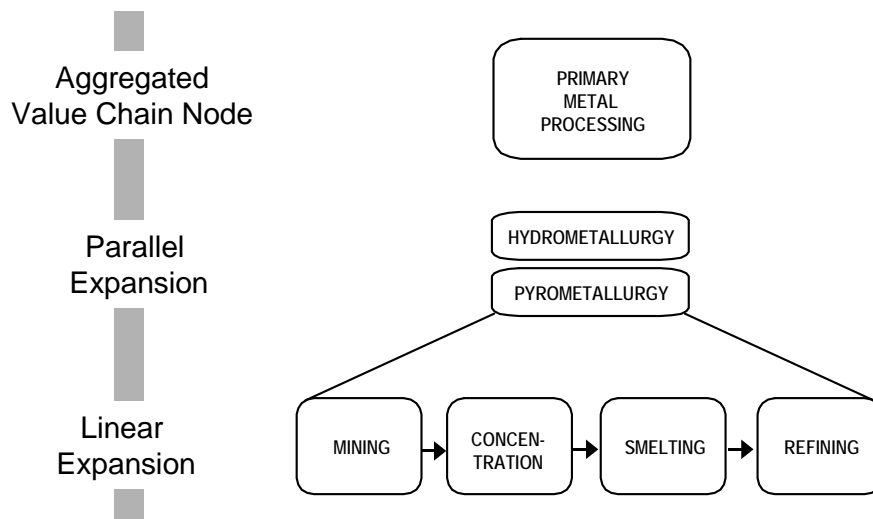 Aggregated
Value Chain Node
PRIMARY
METAL
PROCESSING
Parallel
Expansion
HYDROMETALLURGY
PYROMETALLURGY
Linear
Expansion
MINING
CONCEN-
TRATION
SMELTING
REFINING